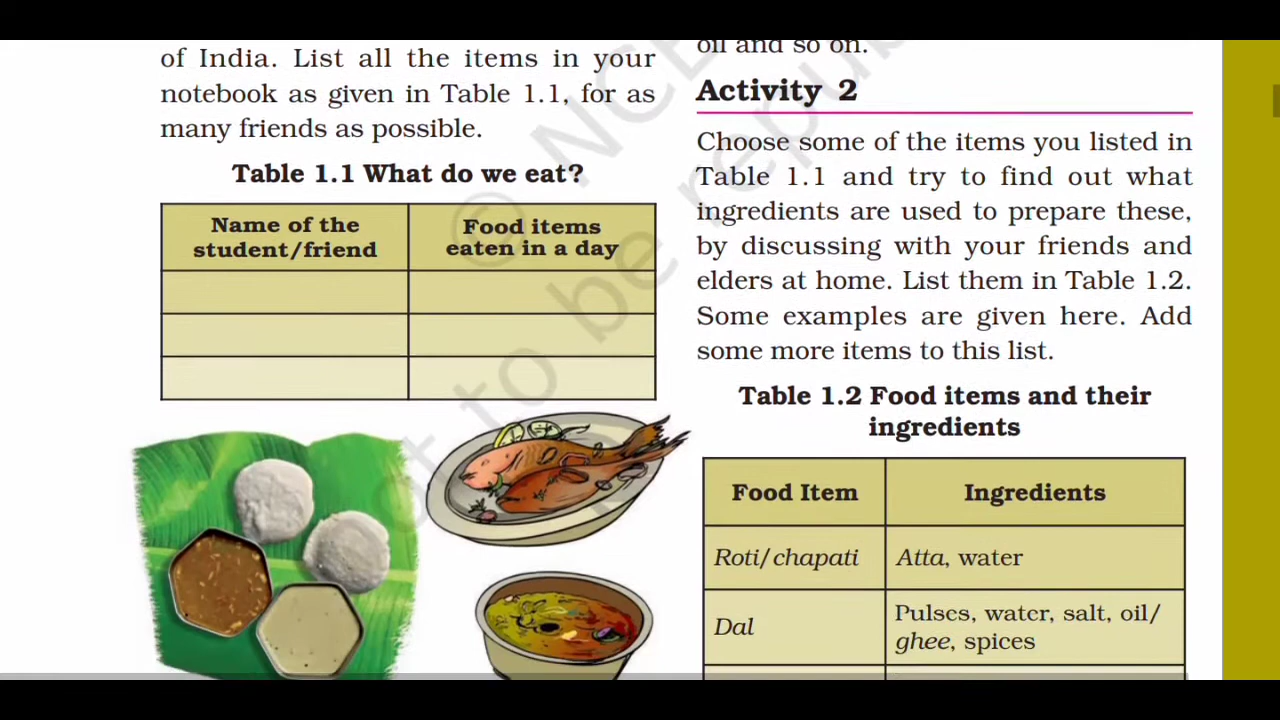 of India. List all the items in your
notebook as given in Table 1.1, for as
many friends as possible.
Table 1.1 What do we eat?
Name of the
student/friend
Food items
eaten in a day
oil and so on.
Activity 2
Choose some of the items you listed in
Table 1.1 and try to find out what
ingredients are used to prepare these,
by discussing with your friends and
elders at home. List them in Table 1.2.
Some examples are given here. Add
some more items to this list.
Table 1.2 Food items and their
ingredients
Food Item
Ingredients
Roti/chapati
Atta, water
Dal
Pulses, water, salt, oil/
ghee, spices